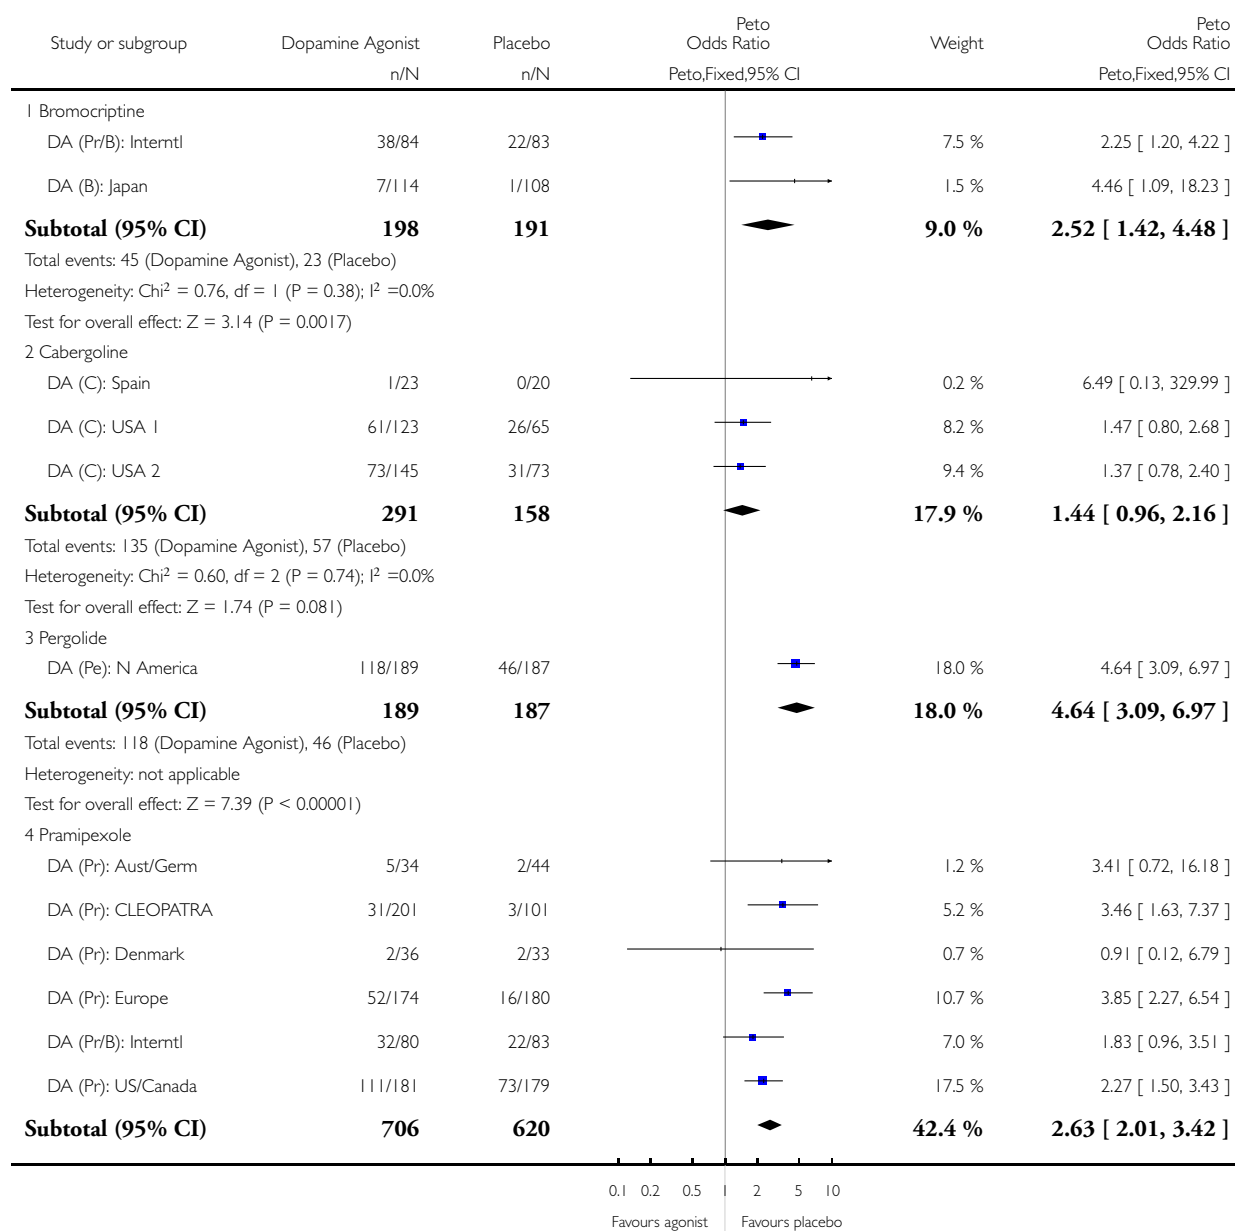 Study or subgroup Dopamine Agonist Placebo Peto Odds Ratio Weight Peto Odds Ratio
n/N n/N Peto,Fixed,95% CI Peto,Fixed,95% CI
1 Bromocriptine
DA (Pr/B): Interntl 38/84 22/83 7.5 % 2.25 [ 1.20, 4.22 ]
DA (B): Japan 7/114 1/108 1.5 % 4.46 [ 1.09, 18.23 ]
Subtotal (95% CI) 198 191 9.0 % 2.52 [ 1.42, 4.48 ]
Total events: 45 (Dopamine Agonist), 23 (Placebo)
Heterogeneity: Chi² = 0.76, df = 1 (P = 0.38); I² =0.0%
Test for overall effect: Z = 3.14 (P = 0.0017)
2 Cabergoline
DA (C): Spain 1/23 0/20 0.2 % 6.49 [ 0.13, 329.99 ]
DA (C): USA 1 61/123 26/65 8.2 % 1.47 [ 0.80, 2.68 ]
DA (C): USA 2 73/145 31/73 9.4 % 1.37 [ 0.78, 2.40 ]
Subtotal (95% CI) 291 158 17.9 % 1.44 [ 0.96, 2.16 ]
Total events: 135 (Dopamine Agonist), 57 (Placebo)
Heterogeneity: Chi² = 0.60, df = 2 (P = 0.74); I² =0.0%
Test for overall effect: Z = 1.74 (P = 0.081)
3 Pergolide
DA (Pe): N America 118/189 46/187 18.0 % 4.64 [ 3.09, 6.97 ]
Subtotal (95% CI) 189 187 18.0 % 4.64 [ 3.09, 6.97 ]
Total events: 118 (Dopamine Agonist), 46 (Placebo)
Heterogeneity: not applicable
Test for overall effect: Z = 7.39 (P < 0.00001)
4 Pramipexole
DA (Pr): Aust/Germ 5/34 2/44 1.2 % 3.41 [ 0.72, 16.18 ]
DA (Pr): CLEOPATRA 31/201 3/101 5.2 % 3.46 [ 1.63, 7.37 ]
DA (Pr): Denmark 2/36 2/33 0.7 % 0.91 [ 0.12, 6.79 ]
DA (Pr): Europe 52/174 16/180 10.7 % 3.85 [ 2.27, 6.54 ]
DA (Pr/B): Interntl 32/80 22/83 7.0 % 1.83 [ 0.96, 3.51 ]
DA (Pr): US/Canada 111/181 73/179 17.5 % 2.27 [ 1.50, 3.43 ]
Subtotal (95% CI) 706 620 42.4 % 2.63 [ 2.01, 3.42 ]
0.1 0.2 0.5 1 2 5 10
Favours agonist Favours placebo